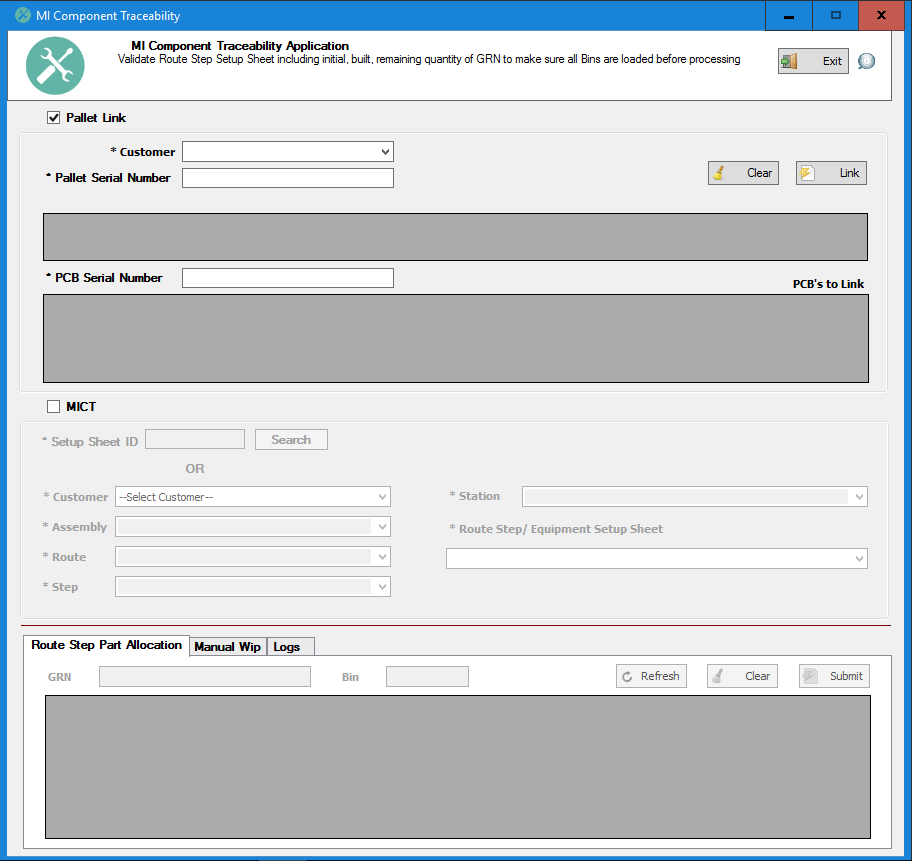 MI Component Traceability
MI Component Traceability Application
Validate Route Step Setup Sheet including initial, built, remaining quantity of GRN to make sure all Bins are loaded before processing
Exit
Pallet Link
* Customer
* Pallet Serial Number
Clear
Link
* PCB Serial Number
PCB's to Link
MICT
* Setup Sheet ID
Search
OR
* Customer
--Select Customer--
* Station
* Assembly
* Route Step/ Equipment Setup Sheet
* Route
* Step
Route Step Part Allocation
Manual Wip
Logs
GRN
Bin
Refresh
Clear
Submit